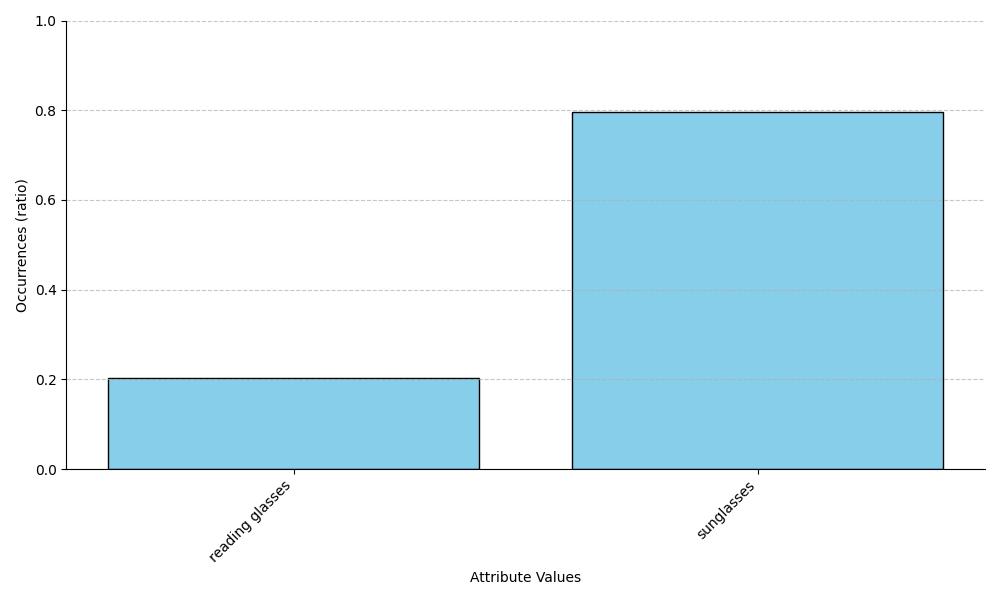 1.0
0.8
0.6
0.4
0.2
0.0
Occurrences (ratio)
reading glasses
sunglasses
Attribute Values